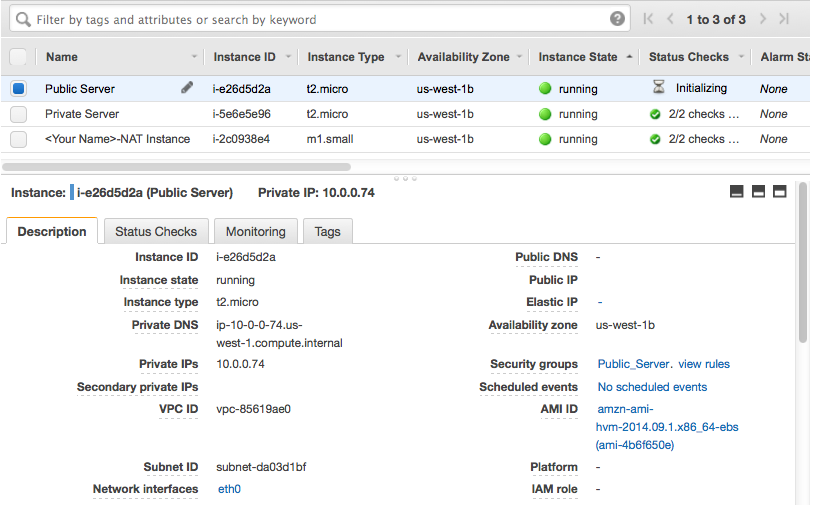 Filter by tags and attributes or search by keyword ? 1 to 3 of 3
Name Instance ID Instance Type Availability Zone Instance State Status Checks Alarm Sta
Public Server i-e26d5d2a t2.micro us-west-1b running Initializing None
Private Server i-5e6e5e96 t2.micro us-west-1b running 2/2 checks ... None
<Your Name>-NAT Instance i-2c0938e4 m1.small us-west-1b running 2/2 checks ... None
Instance: i-e26d5d2a (Public Server) Private IP: 10.0.0.74
Description Status Checks Monitoring Tags
Instance ID i-e26d5d2a Public DNS -
Instance state running Public IP
Instance type t2.micro Elastic IP -
Private DNS ip-10-0-0-74.us- Availability zone us-west-1b
west-1.compute.internal
Private IPs 10.0.0.74 Security groups Public_Server. view rules
Secondary private IPs Scheduled events No scheduled events
VPC ID vpc-85619ae0 AMI ID amzn-ami-
hvm-2014.09.1.x86_64-ebs
(ami-4b6f650e)
Subnet ID subnet-da03d1bf Platform -
Network interfaces eth0 IAM role -